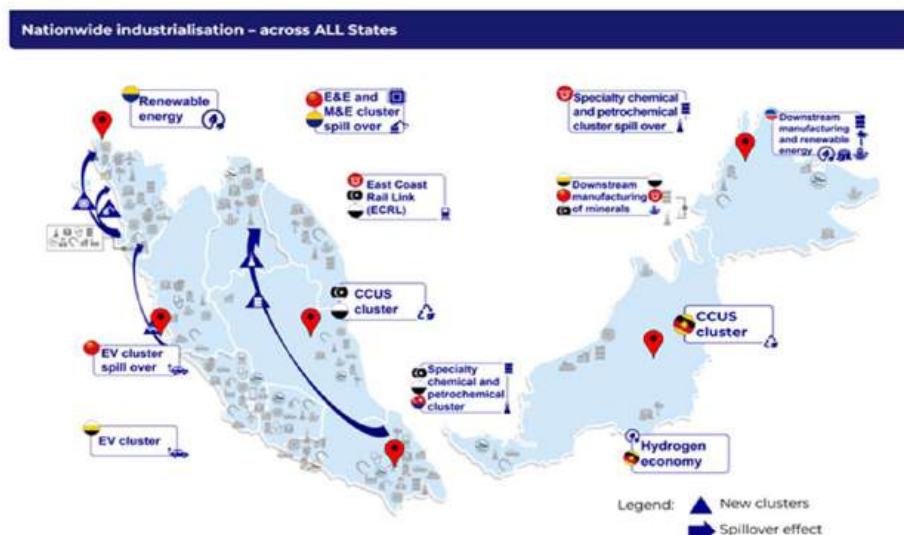 Nationwide industrialisation – across ALL States
Renewable
energy
E&E and
M&E cluster
spill over
Specialty chemical
and petrochemical
cluster spill over
Downstream
manufacturing
and renewable
energy
East Coast
Rail Link
(ECRL)
Downstream
manufacturing
of minerals
CCUS
cluster
CCUS
cluster
EV cluster
spill over
Specialty
chemical and
petrochemical
cluster
EV cluster
Hydrogen
economy
Legend:
New clusters
Spillover effect